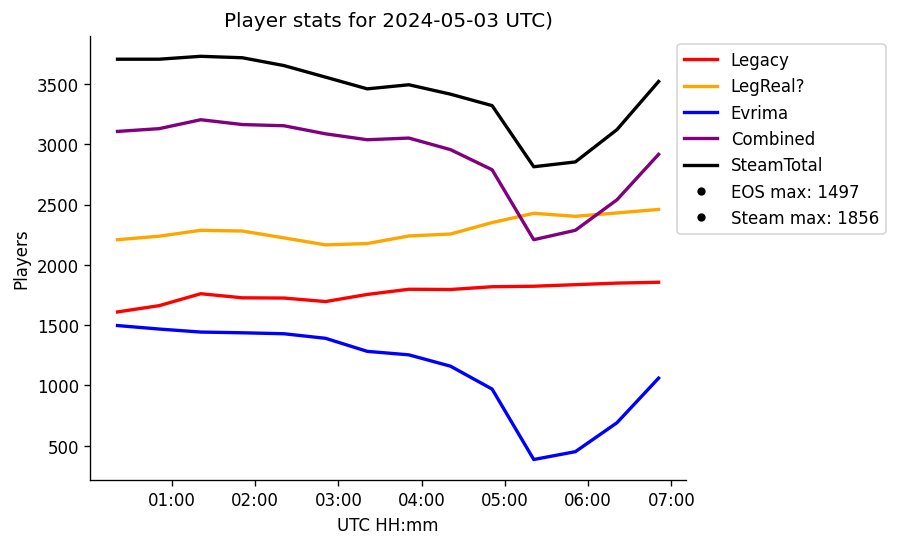 Player stats for 2024-05-03 UTC)
Players
3500
3000
2500
2000
1500
1000
500
01:00 02:00 03:00 04:00 05:00 06:00 07:00
UTC HH:mm
Legacy
LegReal?
Evrima
Combined
SteamTotal
EOS max: 1497
Steam max: 1856